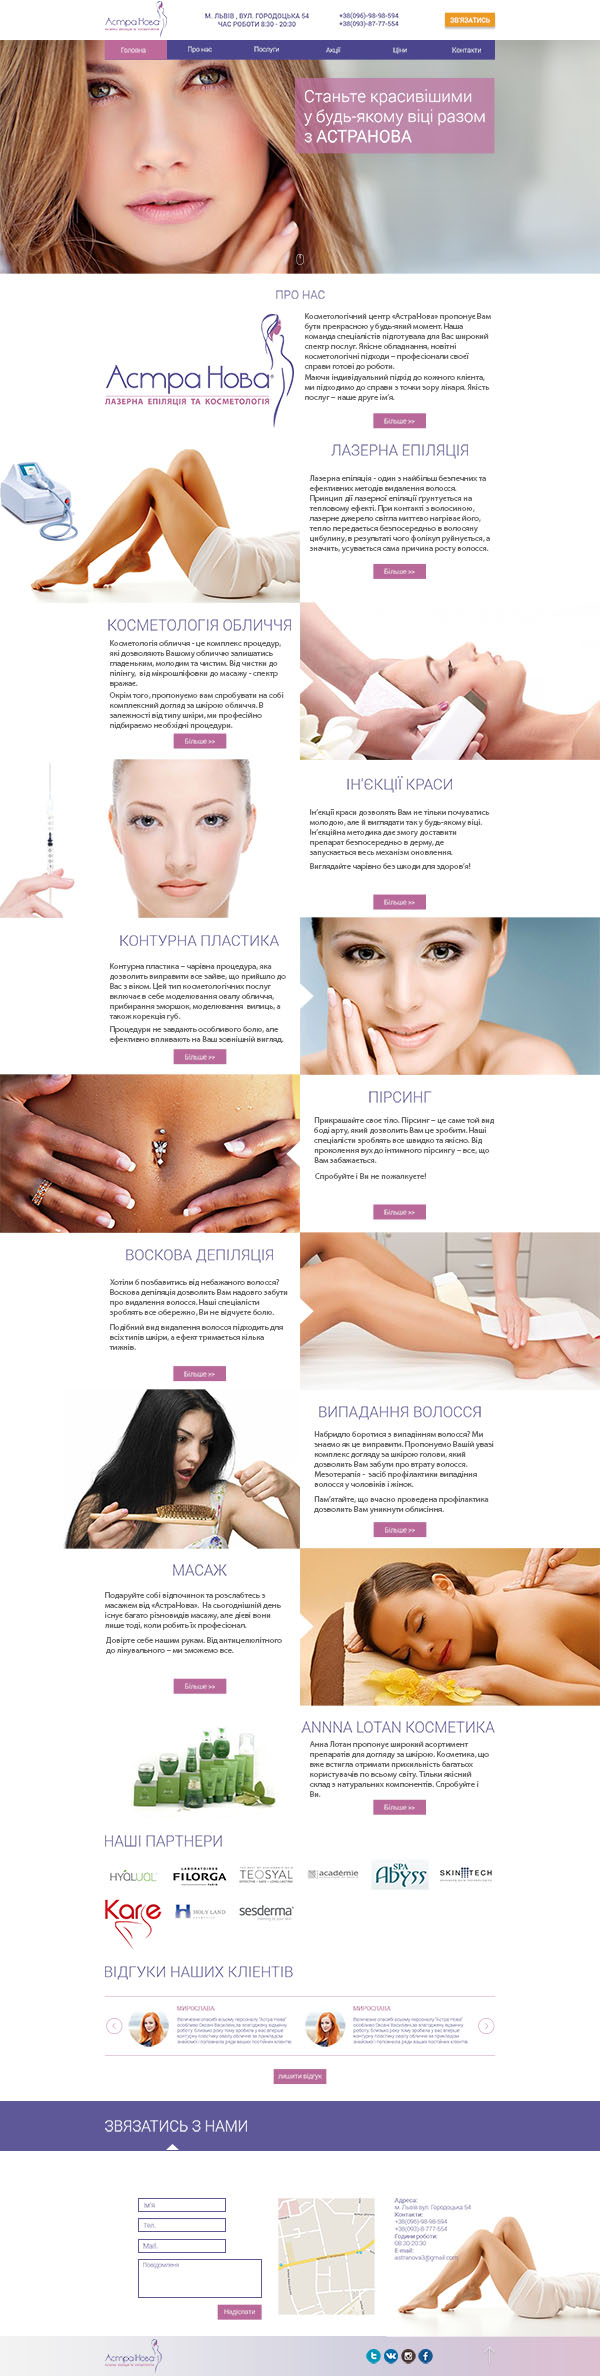 Астра Нова
ЛАЗЕРНА ЕПІЛЯЦІЯ ТА КОСМЕТОЛОГІЯ
М. ЛЬВІВ , ВУЛ. ГОРОДОЦЬКА 54
ЧАС РОБОТИ 8:30 - 20:30
+38(096)-98-98-594
+38(093)-87-77-554
ЗВ'ЯЗАТИСЬ
Головна
Про нас
Послуги
Акції
Ціни
Контакти
Станьте красивішими
у будь-якому віці разом
з АСТРАНОВА
ПРО НАС
Астра Нова®
ЛАЗЕРНА ЕПІЛЯЦІЯ ТА КОСМЕТОЛОГІЯ
Косметологічний центр «АстраНова» пропонує Вам
бути прекрасною у будь-який момент. Наша
команда спеціалістів підготувала для Вас широкий
спектр послуг. Якісне обладнання, новітні
косметологічні підходи – професіонали своєї
справи готові до роботи.
Маючи індивідуальний підхід до кожного клієнта,
ми підходимо до справи з точки зору лікаря. Якість
послуг – наше друге ім'я.
Більше >>
ЛАЗЕРНА ЕПІЛЯЦІЯ
Лазерна епіляція - один з найбільш безпечних та
ефективних методів видалення волосся.
Принцип дії лазерної епіляції ґрунтується на
тепловому ефекті. При контакті з волосиною,
лазерне джерело світла миттєво нагріває його,
тепло передається безпосередньо в волосяну
цибулину, в результаті чого фолікул руйнується, а
значить, усувається сама причина росту волосся.
Більше >>
КОСМЕТОЛОГІЯ ОБЛИЧЧЯ
Косметологія обличчя - це комплекс процедур,
які дозволяють Вашому обличчю залишатись
гладеньким, молодим та чистим. Від чистки до
пілінгу, від мікрошліфовки до масажу - спектр
вражає.
Окрім того, пропонуємо вам спробувати на собі
комплексний догляд за шкірою обличчя. В
залежності від типу шкіри, ми професійно
підбираємо необхідні процедури.
Більше >>
ІН'ЄКЦІЇ КРАСИ
Ін'єкції краси дозволять Вам не тільки почуватись
молодою, але й виглядати так у будь-якому віці.
Ін'єкційна методика дає змогу доставити
препарат безпосередньо в дерму, де
запускається весь механізм оновлення.
Виглядайте чарівно без шкоди для здоров'я!
Більше >>
КОНТУРНА ПЛАСТИКА
Контурна пластика – чарівна процедура, яка
дозволить виправити все зайве, що прийшло до
Вас з віком. Цей тип косметологічних послуг
включає в себе моделювання овалу обличчя,
прибирання зморшок, моделювання вилиць, а
також корекція губ.
Процедури не завдають особливого болю, але
ефективно впливають на Ваш зовнішній вигляд.
Більше >>
ПІРСИНГ
Прикрашайте своє тіло. Пірсинг – це саме той вид
боді арту, який дозволить Вам це зробити. Наші
спеціалісти зроблять все швидко та якісно. Від
проколення вух до інтимного пірсингу – все, що
Вам забажається.
Спробуйте і Ви не пожалкуєте!
Більше >>
ВОСКОВА ДЕПІЛЯЦІЯ
Хотіли б позбавитись від небажаного волосся?
Воскова депіляція дозволить Вам надовго забути
про видалення волосся. Наші спеціалісти
зроблять все обережно, Ви не відчуєте болю.
Подібний вид видалення волосся підходить для
всіх типів шкіри, а ефект тримається кілька
тижнів.
Більше >>
ВИПАДАННЯ ВОЛОССЯ
Набридло боротися з випадінням волосся? Ми
знаємо як це виправити. Пропонуємо Вашій увазі
комплекс догляду за шкірою голови, який
дозволить Вам забути про втрату волосся.
Мезотерапія - засіб профілактики випадіння
волосся у чоловіків і жінок.
Пам'ятайте, що вчасно проведена профілактика
дозволить Вам уникнути облисіння.
Більше >>
МАСАЖ
Подаруйте собі відпочинок та розслабтесь з
масажем від «АстраНова». На сьогоднішній день
існує багато різновидів масажу, але дієві вони
лише тоді, коли робить їх професіонал.
Довірте себе нашим рукам. Від антицелюлітного
до лікувального – ми зможемо все.
Більше >>
ANNNA LOTAN КОСМЕТИКА
Анна Лотан пропонує широкий асортимент
препаратів для догляду за шкірою. Косметика, що
вже встигла отримати прихильність багатьох
користувачів по всьому світу. Тільки якісний
склад з натуральних компонентів. Спробуйте і
Ви.
Більше >>
НАШІ ПАРТНЕРИ
HYALUAL
LABORATOIRES
FILORGA
PARIS
TEOSYAL
académie
SPA
Abyss
SKIN TECH
Kare
HOLY LAND
sesderma
ВІДГУКИ НАШИХ КЛІЄНТІВ
МИРОСЛАВА
МИРОСЛАВА
ЛИШИТИ ВІДГУК
ЗВЯЗАТИСЬ З НАМИ
Ім'я
Тел.
Mail.
Повідомленя
Надіслати
Адреса:
м. Львів вул. Городоцька 54
Контакти:
+38(096)-98-98-594
+38(093)-8-777-554
Години роботи:
08:30-20:30
E-mail:
astranova3@gmail.com
Астра Нова